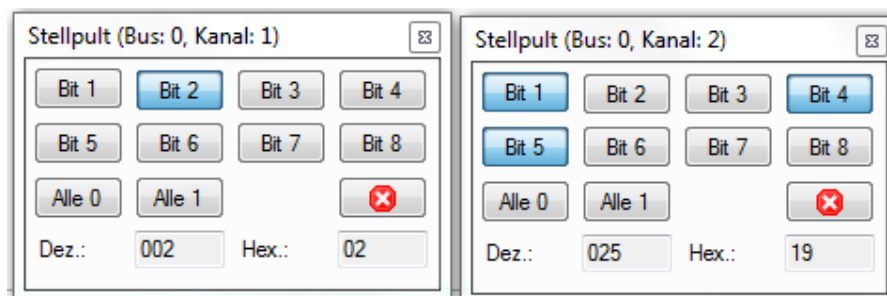 Stellpult (Bus: 0, Kanal: 1)
Bit 1 Bit 2 Bit 3 Bit 4
Bit 5 Bit 6 Bit 7 Bit 8
Alle 0 Alle 1
Dez.: 002 Hex.: 02
Stellpult (Bus: 0, Kanal: 2)
Bit 1 Bit 2 Bit 3 Bit 4
Bit 5 Bit 6 Bit 7 Bit 8
Alle 0 Alle 1
Dez.: 025 Hex.: 19